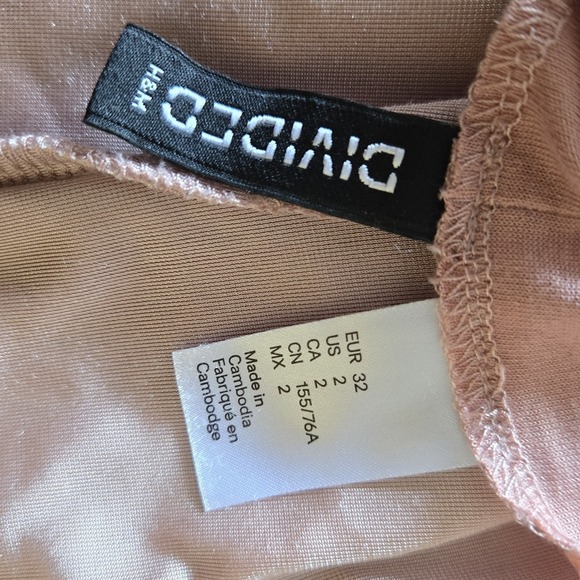 DIVIDED
H&M
EUR 32
US 2
CA 2
CN 155/76A
MX 2
Made in
Cambodia
Fabriqué en
Cambodge